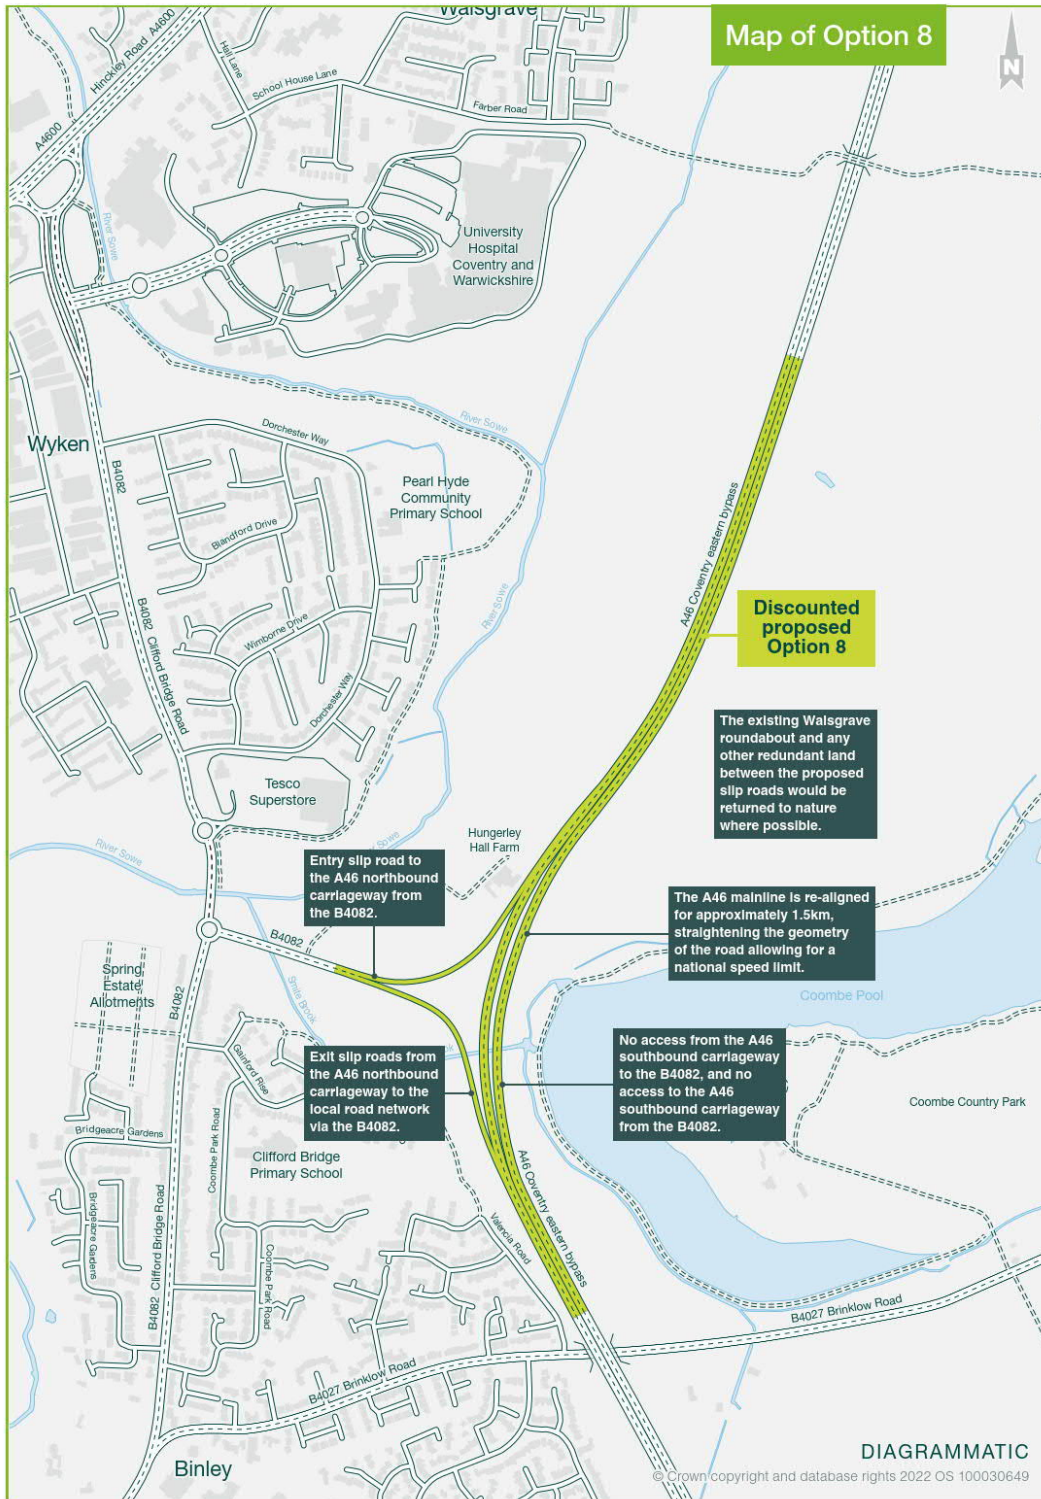 Walsgrave
Map of Option 8
N
Hinckley Road A4600
A4600
Hall Lane
School House Lane
Farber Road
River Sowe
University
Hospital
Coventry and
Warwickshire
River Sowe
Wyken
B4082
Dorchester Way
Pearl Hyde
Community
Primary School
Blandford Drive
A46 Coventry eastern bypass
River Sowe
B4082 Clifford Bridge Road
Wimborne Drive
Dorchester Way
Discounted
proposed
Option 8
The existing Walsgrave
roundabout and any
other redundant land
between the proposed
slip roads would be
returned to nature
where possible.
Tesco
Superstore
River Sowe
Sowe
Hungerley
Hall Farm
Entry slip road to
the A46 northbound
carriageway from
the B4082.
The A46 mainline is re-aligned
for approximately 1.5km,
straightening the geometry
of the road allowing for a
national speed limit.
B4082
Spring
Estate
Allotments
B4082
Smite Brook
Coombe Pool
Gainford Rise
Exit slip roads from
the A46 northbound
carriageway to the
local road network
via the B4082.
No access from the A46
southbound carriageway
to the B4082, and no
access to the A46
southbound carriageway
from the B4082.
Coombe Country Park
Bridgeacre Gardens
Coombe Park Road
Clifford Bridge
Primary School
A46 Coventry eastern bypass
Valencia Road
Bridgeacre Gardens
B4082 Clifford Bridge Road
Coombe Park Road
B4027 Brinklow Road
B4027 Brinklow Road
Binley
DIAGRAMMATIC
© Crown copyright and database rights 2022 OS 100030649